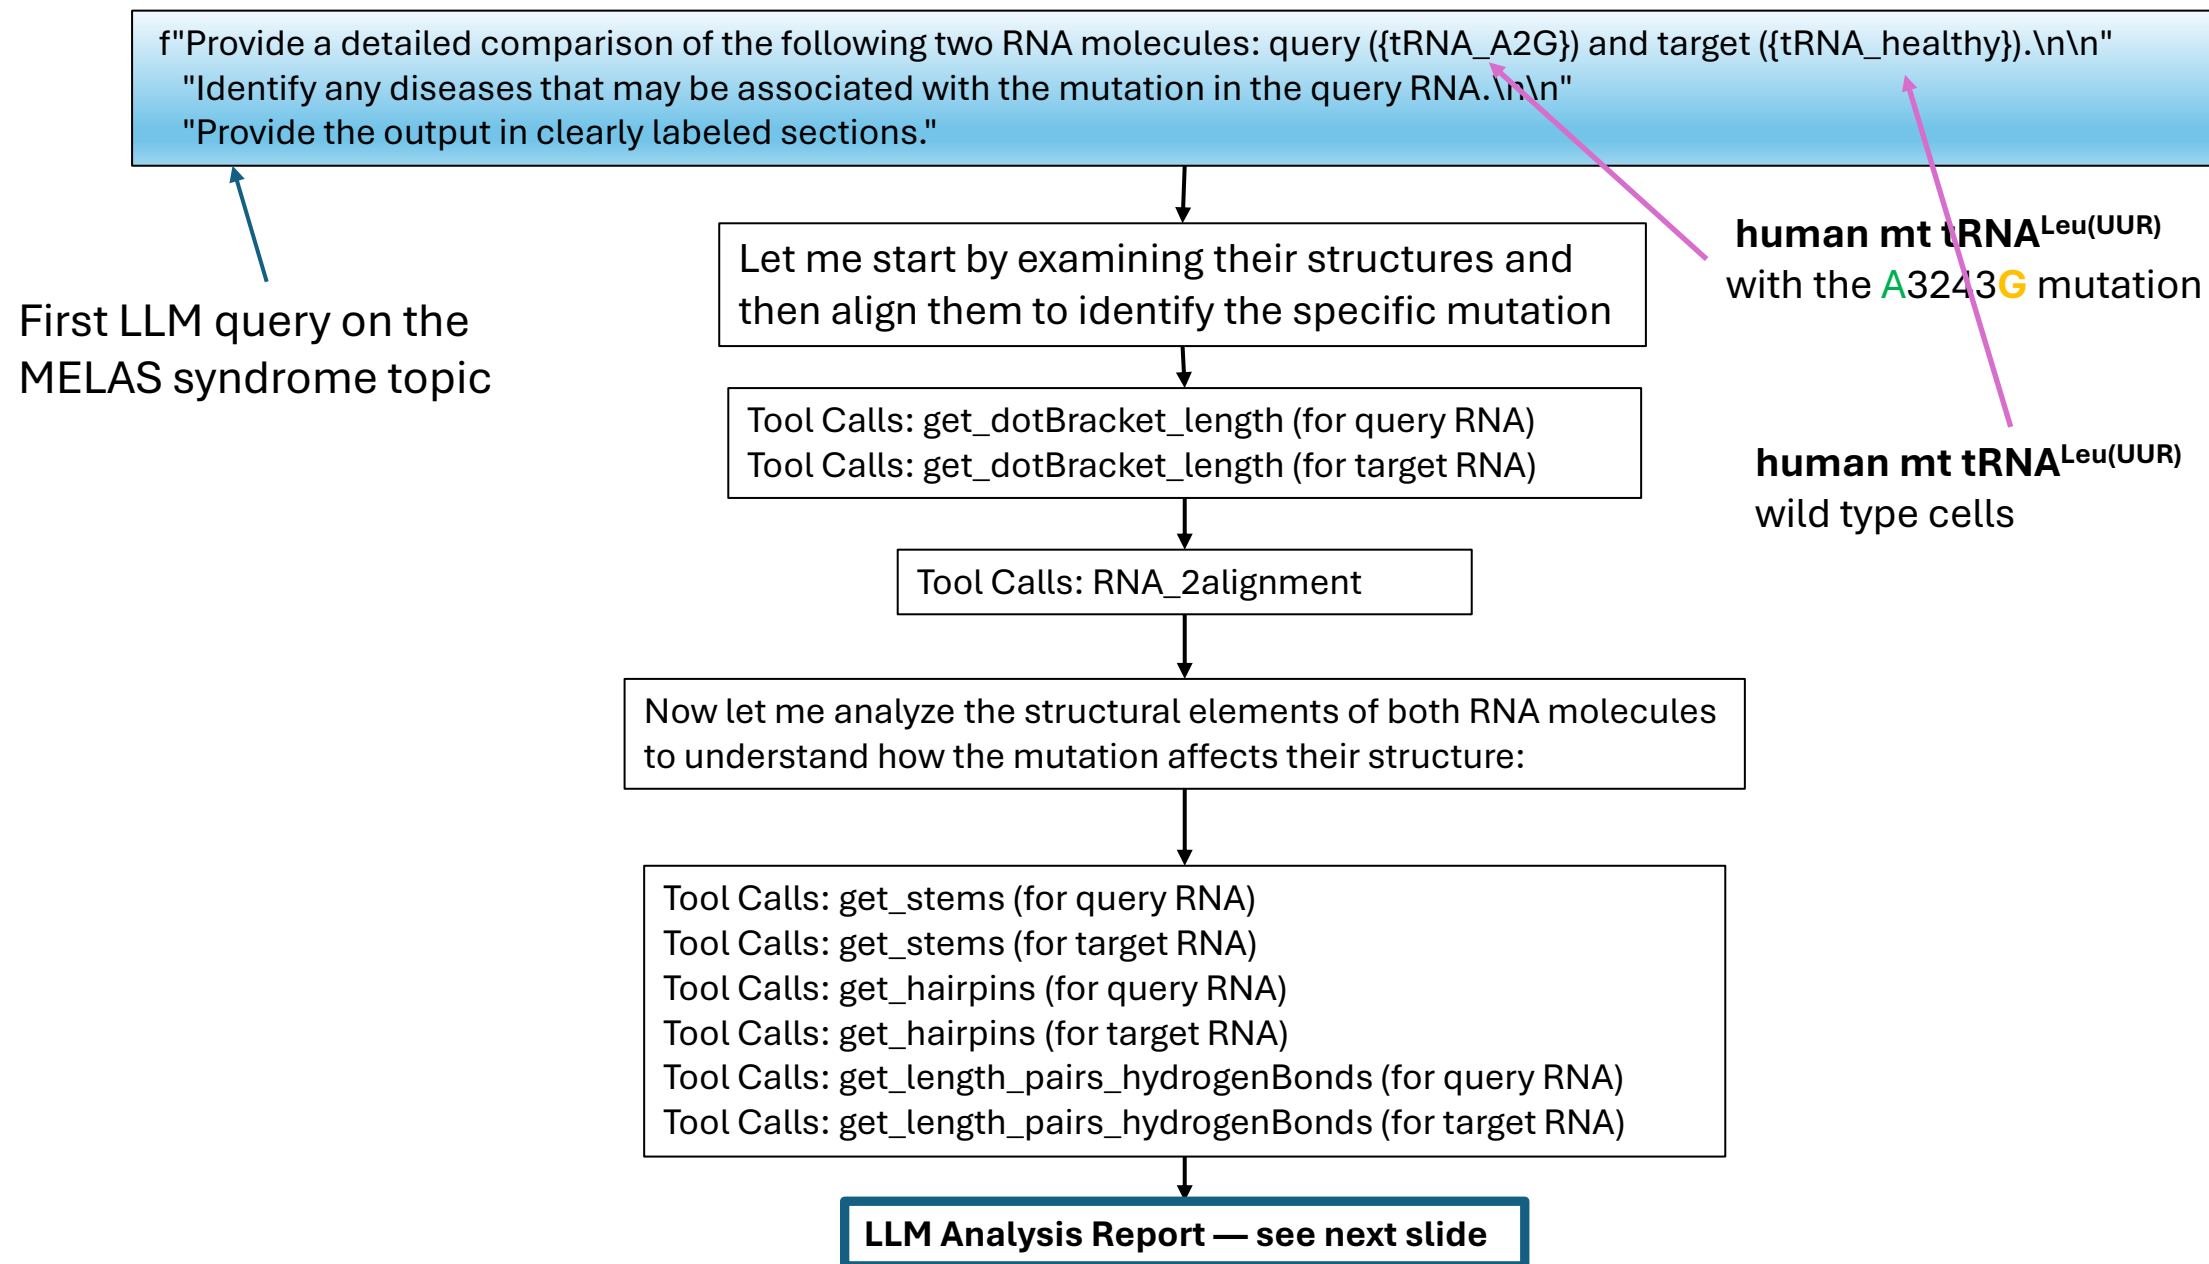 f"Provide a detailed comparison of the following two RNA molecules: query ({tRNA_A2G}) and target ({tRNA_healthy}).\n\n"
"Identify any diseases that may be associated with the mutation in the query RNA.\n\n"
"Provide the output in clearly labeled sections."
First LLM query on the
MELAS syndrome topic
Let me start by examining their structures and
then align them to identify the specific mutation
human mt tRNALeu(UUR)
with the A3243G mutation
Tool Calls: get_dotBracket_length (for query RNA)
Tool Calls: get_dotBracket_length (for target RNA)
human mt tRNALeu(UUR)
wild type cells
Tool Calls: RNA_2alignment
Now let me analyze the structural elements of both RNA molecules
to understand how the mutation affects their structure:
Tool Calls: get_stems (for query RNA)
Tool Calls: get_stems (for target RNA)
Tool Calls: get_hairpins (for query RNA)
Tool Calls: get_hairpins (for target RNA)
Tool Calls: get_length_pairs_hydrogenBonds (for query RNA)
Tool Calls: get_length_pairs_hydrogenBonds (for target RNA)
LLM Analysis Report — see next slide